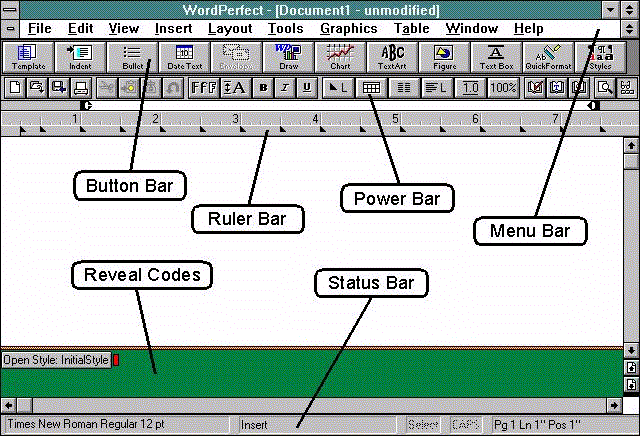 WordPerfect - [Document1 - unmodified]
File Edit View Insert Layout Tools Graphics Table Window Help
Template Indent Bullet Date Text Envelope Draw Chart TextArt Figure Text Box QuickFormat Styles
B I U L L 1.0 100%
1 2 3 4 5 6 7
Button Bar
Ruler Bar
Power Bar
Menu Bar
Reveal Codes
Status Bar
Open Style: InitialStyle
Times New Roman Regular 12 pt Insert Select CAPS Pg 1 Ln 1" Pos 1"